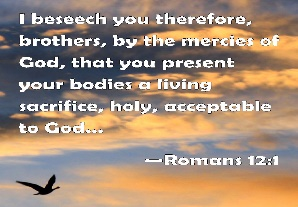 I beseech you therefore,
brothers, by the mercies of
God, that you present
your bodies a living
sacrifice, holy, acceptable
to God...
—Romans 12:1